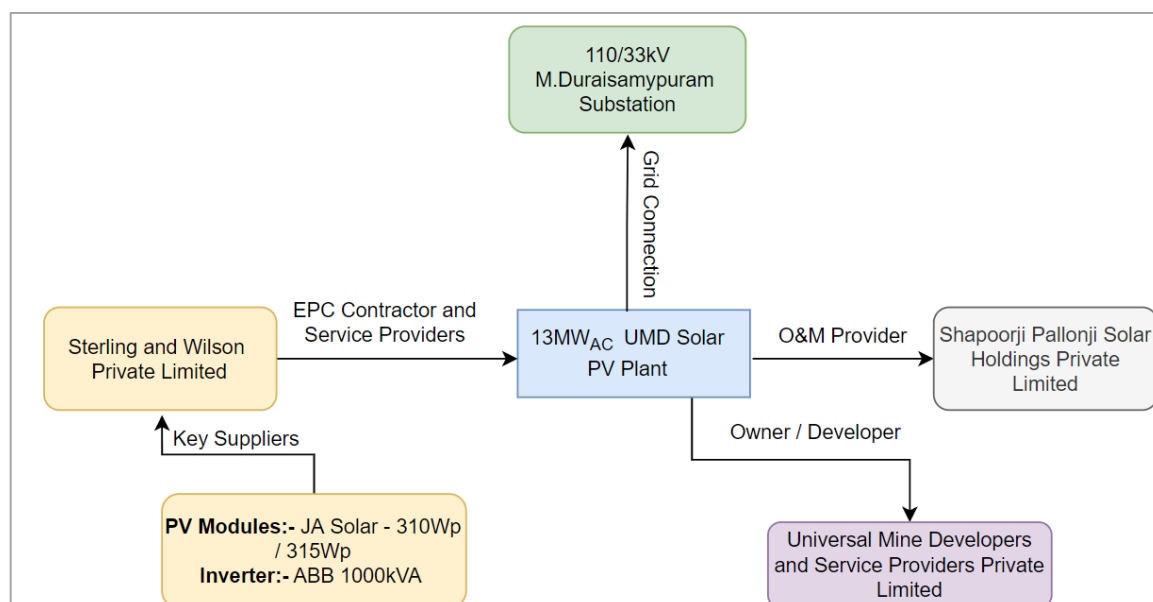 110/33kV
M.Duraisamypuram
Substation
Grid Connection
EPC Contractor and
Service Providers
Sterling and Wilson
Private Limited
13MWAC UMD Solar
PV Plant
O&M Provider
Shapoorji Pallonji Solar
Holdings Private
Limited
Key Suppliers
Owner / Developer
PV Modules:- JA Solar - 310Wp
/ 315Wp
Inverter:- ABB 1000kVA
Universal Mine Developers
and Service Providers Private
Limited